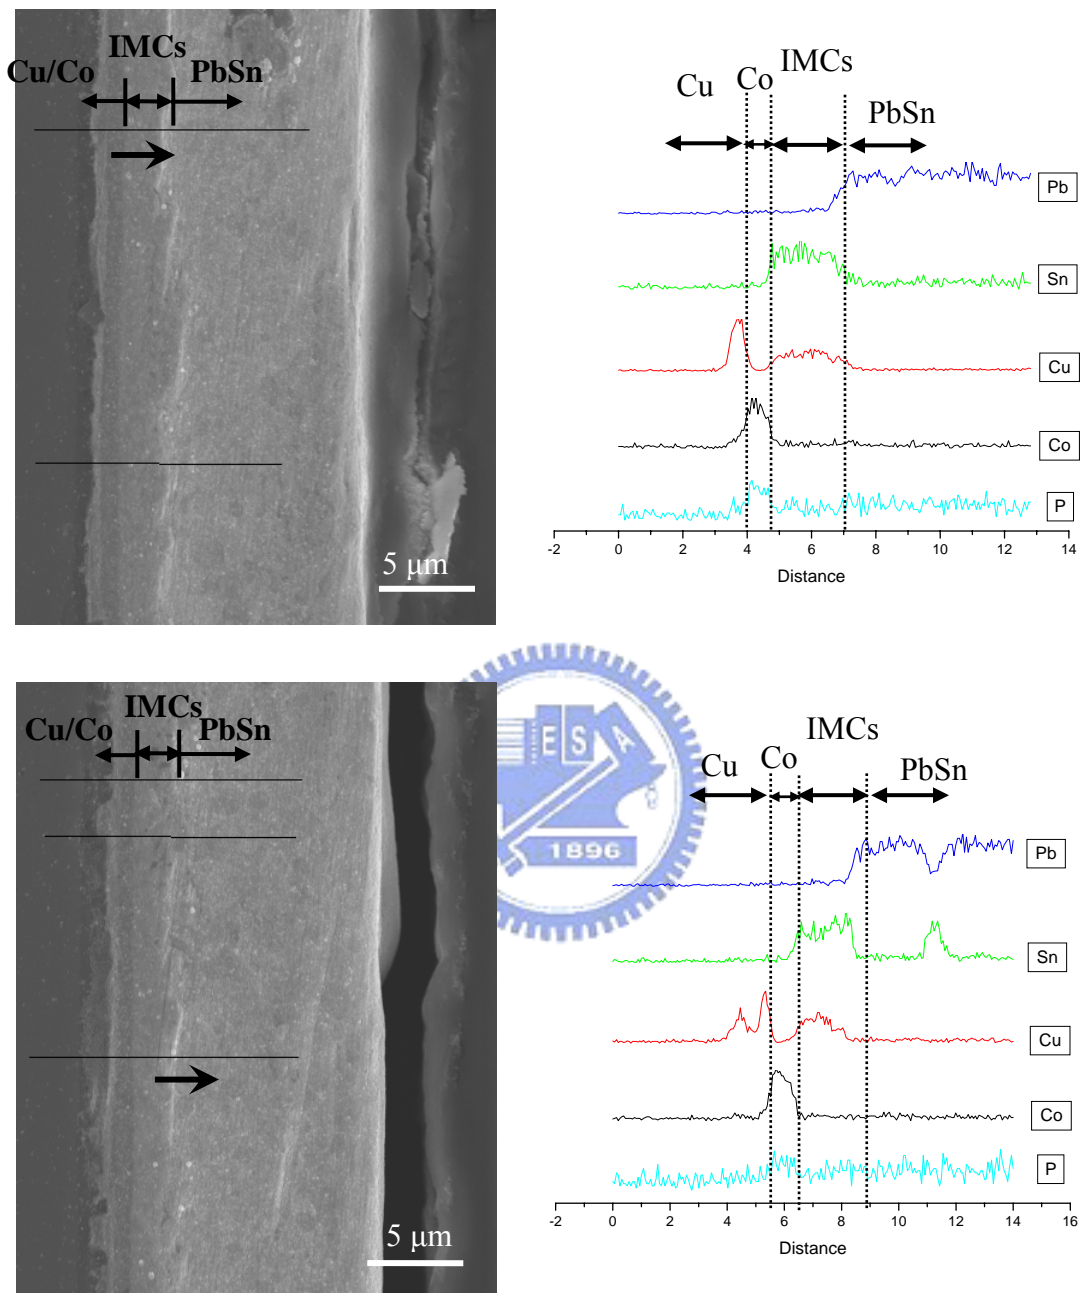 IMCs
Cu/Co
PbSn
5 μm
IMCs
Cu
Co
PbSn
Pb
Sn
Cu
Co
P
-2 0 2 4 6 8 10 12 14
Distance
IMCs
Cu/Co
PbSn
5 μm
E S A
1896
IMCs
Cu
Co
PbSn
Pb
Sn
Cu
Co
P
-2 0 2 4 6 8 10 12 14 16
Distance